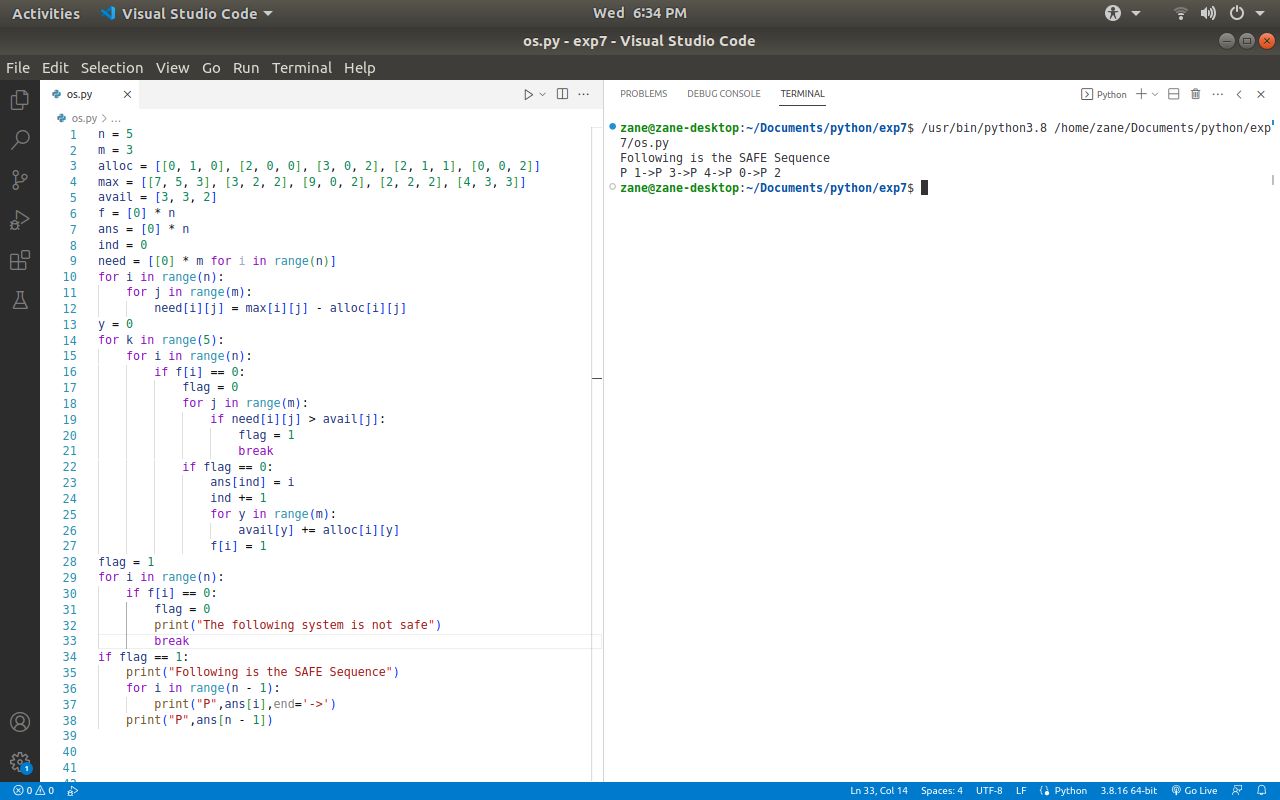 Activities Visual Studio Code Wed 6:34 PM
os.py - exp7 - Visual Studio Code
File Edit Selection View Go Run Terminal Help
os.py
os.py > ...
1 n = 5
2 m = 3
3 alloc = [[0, 1, 0], [2, 0, 0], [3, 0, 2], [2, 1, 1], [0, 0, 2]]
4 max = [[7, 5, 3], [3, 2, 2], [9, 0, 2], [2, 2, 2], [4, 3, 3]]
5 avail = [3, 3, 2]
6 f = [0] * n
7 ans = [0] * n
8 ind = 0
9 need = [[0] * m for i in range(n)]
10 for i in range(n):
11     for j in range(m):
12         need[i][j] = max[i][j] - alloc[i][j]
13 y = 0
14 for k in range(5):
15     for i in range(n):
16         if f[i] == 0:
17             flag = 0
18             for j in range(m):
19                 if need[i][j] > avail[j]:
20                     flag = 1
21                     break
22             if flag == 0:
23                 ans[ind] = i
24                 ind += 1
25                 for y in range(m):
26                     avail[y] += alloc[i][y]
27                 f[i] = 1
28 flag = 1
29 for i in range(n):
30     if f[i] == 0:
31         flag = 0
32         print("The following system is not safe")
33         break
34 if flag == 1:
35     print("Following is the SAFE Sequence")
36     for i in range(n - 1):
37         print("P",ans[i],end='->')
38     print("P",ans[n - 1])
39
40
41
PROBLEMS DEBUG CONSOLE TERMINAL
Python
zane@zane-desktop:~/Documents/python/exp7$ /usr/bin/python3.8 /home/zane/Documents/python/exp
7/os.py
Following is the SAFE Sequence
P 1->P 3->P 4->P 0->P 2
zane@zane-desktop:~/Documents/python/exp7$
1
0 0
Ln 33, Col 14 Spaces: 4 UTF-8 LF Python 3.8.16 64-bit Go Live